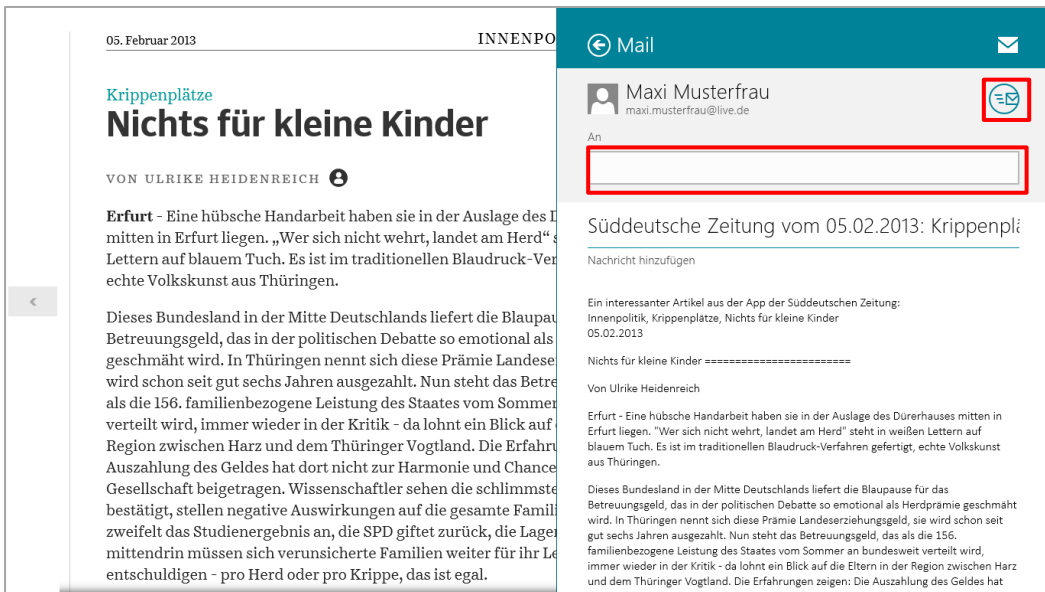 05. Februar 2013
INNENPO
Krippenplätze
Nichts für kleine Kinder
VON ULRIKE HEIDENREICH
Erfurt - Eine hübsche Handarbeit haben sie in der Auslage des D
mitten in Erfurt liegen. „Wer sich nicht wehrt, landet am Herd“ s
Lettern auf blauem Tuch. Es ist im traditionellen Blaudruck-Ver
echte Volkskunst aus Thüringen.
Dieses Bundesland in der Mitte Deutschlands liefert die Blaupau
Betreuungsgeld, das in der politischen Debatte so emotional als
geschmäht wird. In Thüringen nennt sich diese Prämie Landese
wird schon seit gut sechs Jahren ausgezahlt. Nun steht das Betre
als die 156. familienbezogene Leistung des Staates vom Sommer
verteilt wird, immer wieder in der Kritik - da lohnt ein Blick auf
Region zwischen Harz und dem Thüringer Vogtland. Die Erfahru
Auszahlung des Geldes hat dort nicht zur Harmonie und Chance
Gesellschaft beigetragen. Wissenschaftler sehen die schlimmste
bestätigt, stellen negative Auswirkungen auf die gesamte Famili
zweifelt das Studienergebnis an, die SPD giftet zurück, die Lager
mittendrin müssen sich verunsicherte Familien weiter für ihr Le
entschuldigen - pro Herd oder pro Krippe, das ist egal.
Mail
Maxi Musterfrau
maxi.musterfrau@live.de
An
Süddeutsche Zeitung vom 05.02.2013: Krippenplä
Nachricht hinzufügen
Ein interessanter Artikel aus der App der Süddeutschen Zeitung:
Innenpolitik, Krippenplätze, Nichts für kleine Kinder
05.02.2013
Nichts für kleine Kinder ========================
Von Ulrike Heidenreich
Erfurt - Eine hübsche Handarbeit haben sie in der Auslage des Dürerhauses mitten in
Erfurt liegen. "Wer sich nicht wehrt, landet am Herd" steht in weißen Lettern auf
blauem Tuch. Es ist im traditionellen Blaudruck-Verfahren gefertigt, echte Volkskunst
aus Thüringen.
Dieses Bundesland in der Mitte Deutschlands liefert die Blaupause für das
Betreuungsgeld, das in der politischen Debatte so emotional als Herdprämie geschmäht
wird. In Thüringen nennt sich diese Prämie Landeserziehungsgeld, sie wird schon seit
gut sechs Jahren ausgezahlt. Nun steht das Betreuungsgeld, das als die 156.
familienbezogene Leistung des Staates vom Sommer an bundesweit verteilt wird,
immer wieder in der Kritik - da lohnt ein Blick auf die Eltern in der Region zwischen Harz
und dem Thüringer Vogtland. Die Erfahrungen zeigen: Die Auszahlung des Geldes hat